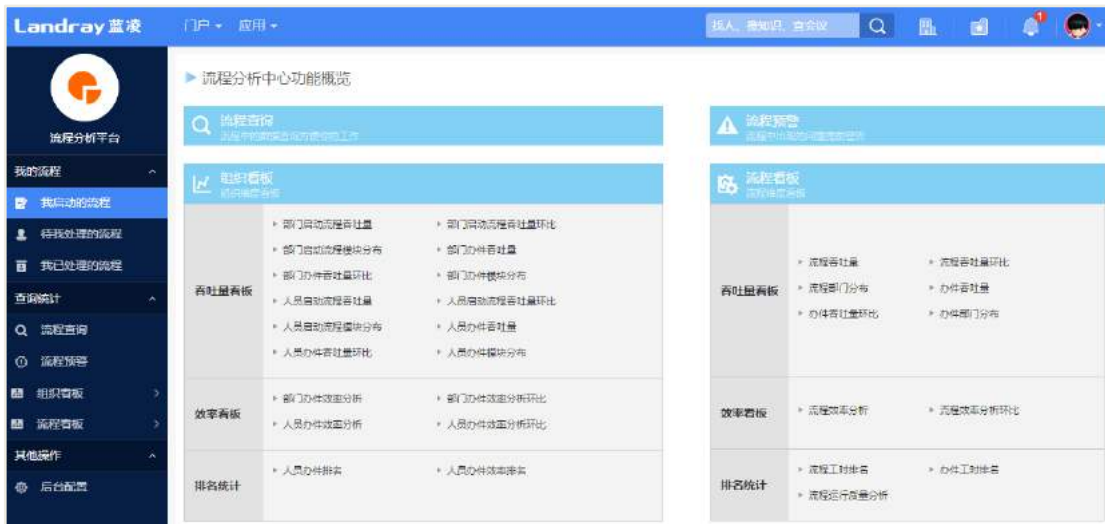 Landray蓝凌
门户
应用
找人、搜知识、查会议
1
流程分析平台
我的流程
我启动的流程
待我处理的流程
我已处理的流程
查询统计
流程查询
流程预警
组织看板
流程看板
其他操作
后台配置
流程分析中心功能概览
流程查询
组织看板
组织维度看板
吞吐量看板
部门启动流程吞吐量
部门启动流程吞吐量环比
部门启动流程模块分布
部门办件吞吐量
部门办件吞吐量环比
部门办件模块分布
人员启动流程吞吐量
人员启动流程吞吐量环比
人员启动流程模块分布
人员办件吞吐量
人员办件吞吐量环比
人员办件模块分布
效率看板
部门办件效率分析
部门办件效率分析环比
人员办件效率分析
人员办件效率分析环比
排名统计
人员办件排名
人员办件效率排名
流程预警
流程看板
流程维度看板
吞吐量看板
流程吞吐量
流程吞吐量环比
流程部门分布
办件吞吐量
办件吞吐量环比
办件部门分布
效率看板
流程效率分析
流程效率分析环比
排名统计
流程工时排名
办件工时排名
流程运行质量分析